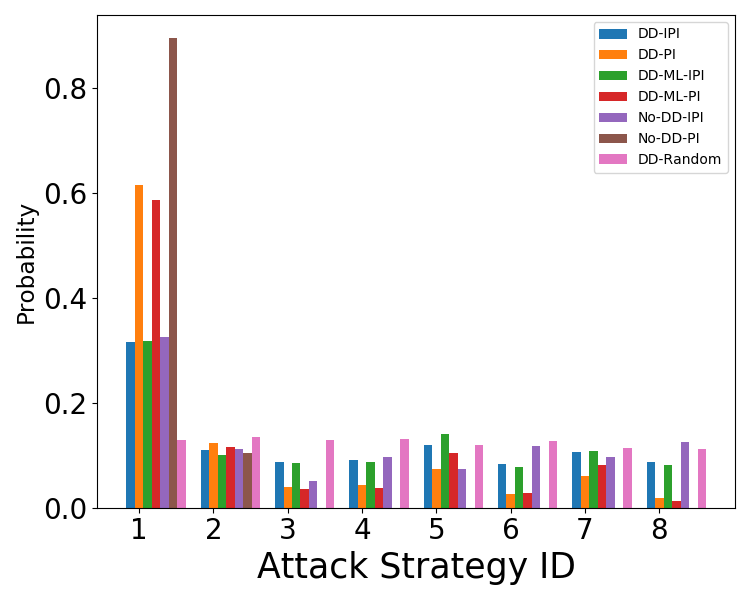 DD-IPI
DD-PI
DD-ML-IPI
DD-ML-PI
No-DD-IPI
No-DD-PI
DD-Random
Probability
0.8
0.6
0.4
0.2
0.0
1 2 3 4 5 6 7 8
Attack Strategy ID